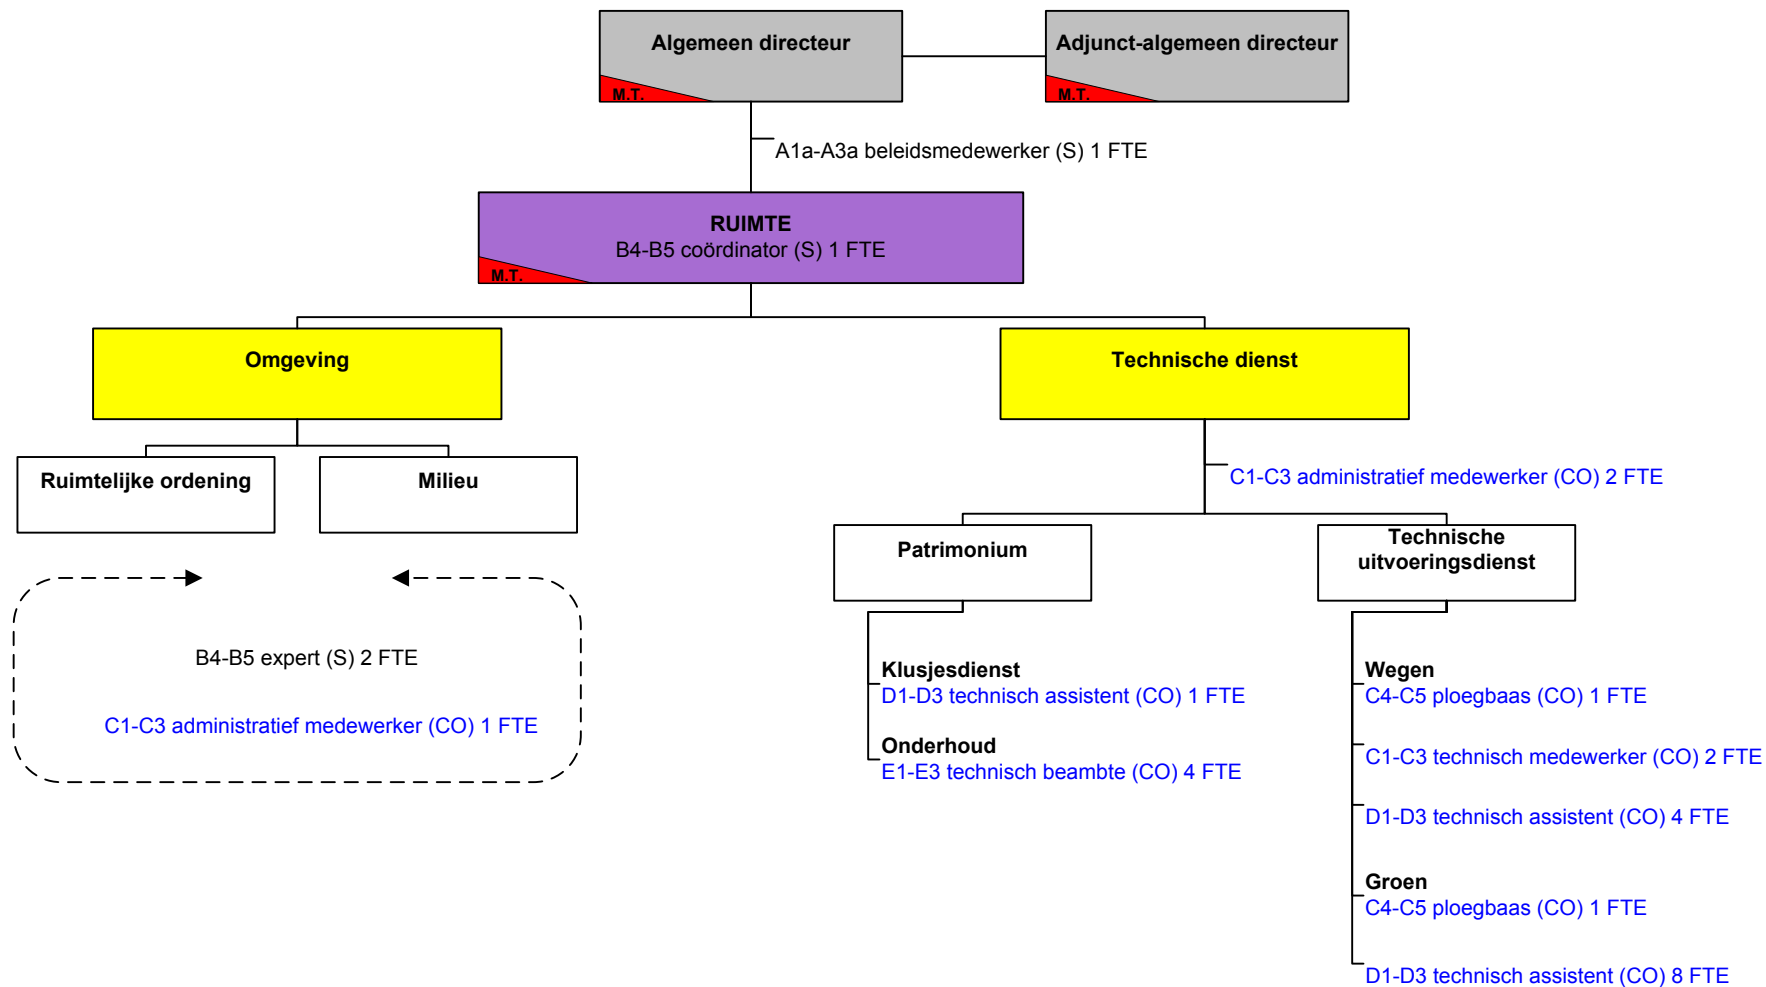 Algemeen directeur
M.T.
Adjunct-algemeen directeur
M.T.
A1a-A3a beleidsmedewerker (S) 1 FTE
RUIMTE
B4-B5 coördinator (S) 1 FTE
M.T.
Omgeving
Technische dienst
Ruimtelijke ordening
Milieu
C1-C3 administratief medewerker (CO) 2 FTE
Patrimonium
Technische
uitvoeringsdienst
B4-B5 expert (S) 2 FTE
C1-C3 administratief medewerker (CO) 1 FTE
Klusjesdienst
D1-D3 technisch assistent (CO) 1 FTE
Onderhoud
E1-E3 technisch beambte (CO) 4 FTE
Wegen
C4-C5 ploegbaas (CO) 1 FTE
C1-C3 technisch medewerker (CO) 2 FTE
D1-D3 technisch assistent (CO) 4 FTE
Groen
C4-C5 ploegbaas (CO) 1 FTE
D1-D3 technisch assistent (CO) 8 FTE